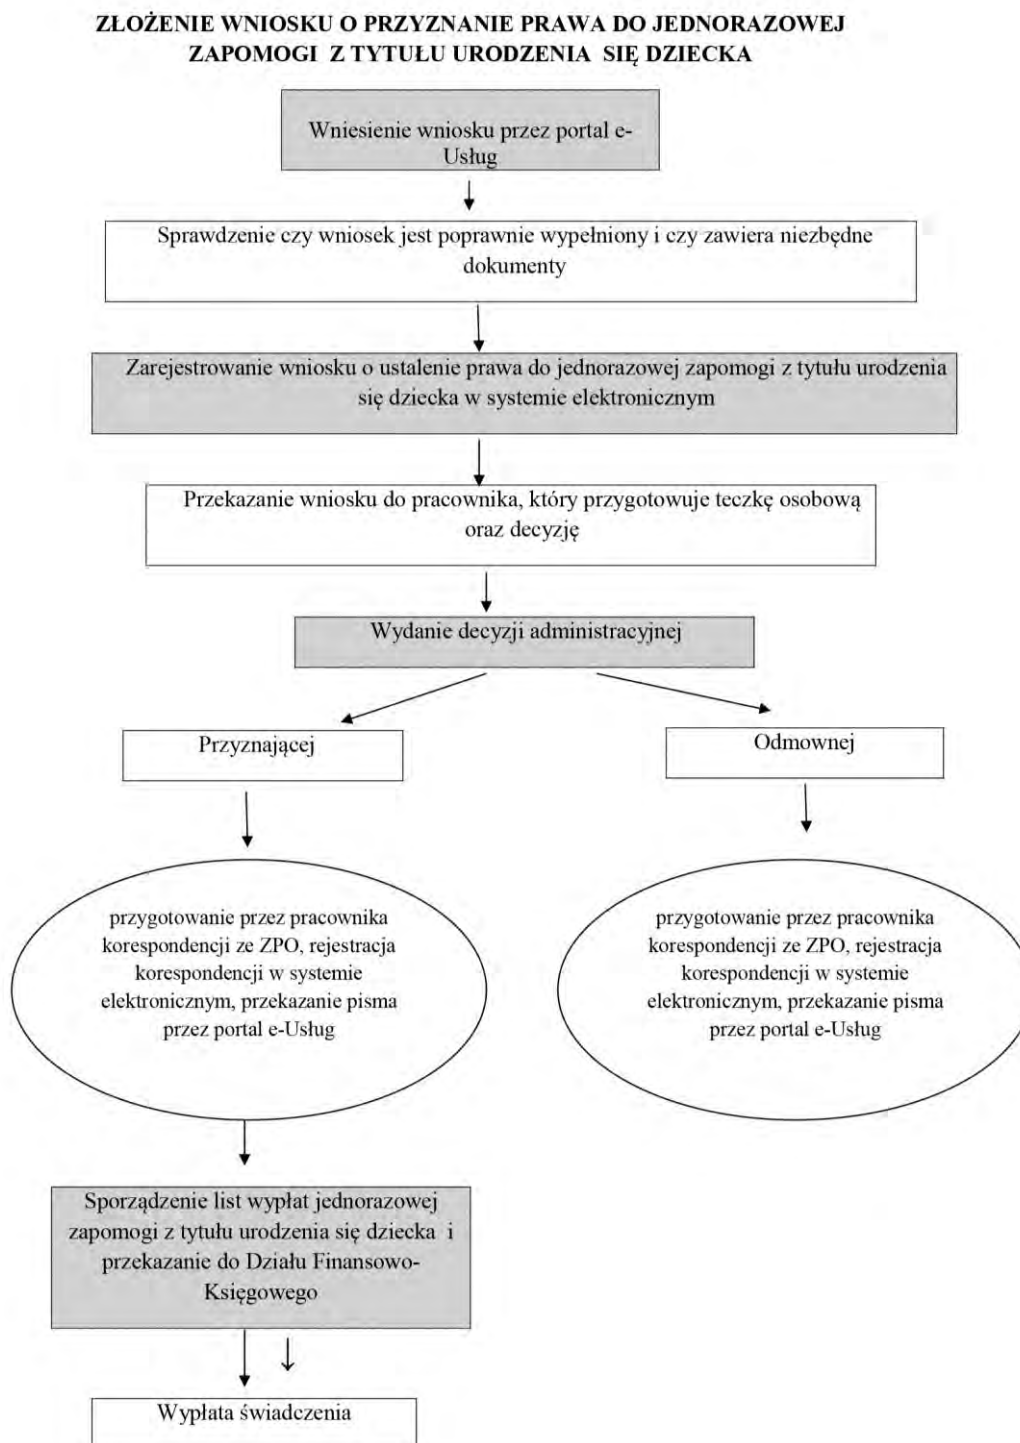 ZŁOŻENIE WNIOSKU O PRZYZNANIE PRAWA DO JEDNORAZOWEJ
ZAPOMOGI Z TYTUŁU URODZENIA SIĘ DZIECKA
Wniesienie wniosku przez portal e-
Usług
Sprawdzenie czy wniosek jest poprawnie wypełniony i czy zawiera niezbędne
dokumenty
Zarejestrowanie wniosku o ustalenie prawa do jednorazowej zapomogi z tytułu urodzenia
się dziecka w systemie elektronicznym
Przekazanie wniosku do pracownika, który przygotowuje teczkę osobową
oraz decyzję
Wydanie decyzji administracyjnej
Przyznającej
Odmownej
przygotowanie przez pracownika
korespondencji ze ZPO, rejestracja
korespondencji w systemie
elektronicznym, przekazanie pisma
przez portal e-Usług
przygotowanie przez pracownika
korespondencji ze ZPO, rejestracja
korespondencji w systemie
elektronicznym, przekazanie pisma
przez portal e-Usług
Sporządzenie list wypłat jednorazowej
zapomogi z tytułu urodzenia się dziecka i
przekazanie do Działu Finansowo-
Księgowego
Wypłata świadczenia